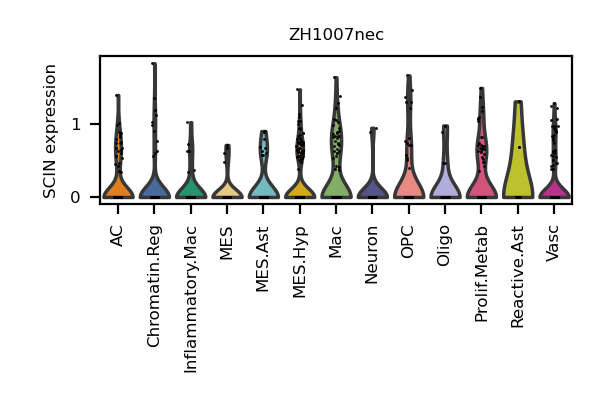 ZH1007nec
SCIN expression
1
0
AC
Chromatin.Reg
Inflammatory.Mac
MES
MES.Ast
MES.Hyp
Mac
Neuron
OPC
Oligo
Prolif.Metab
Reactive.Ast
Vasc